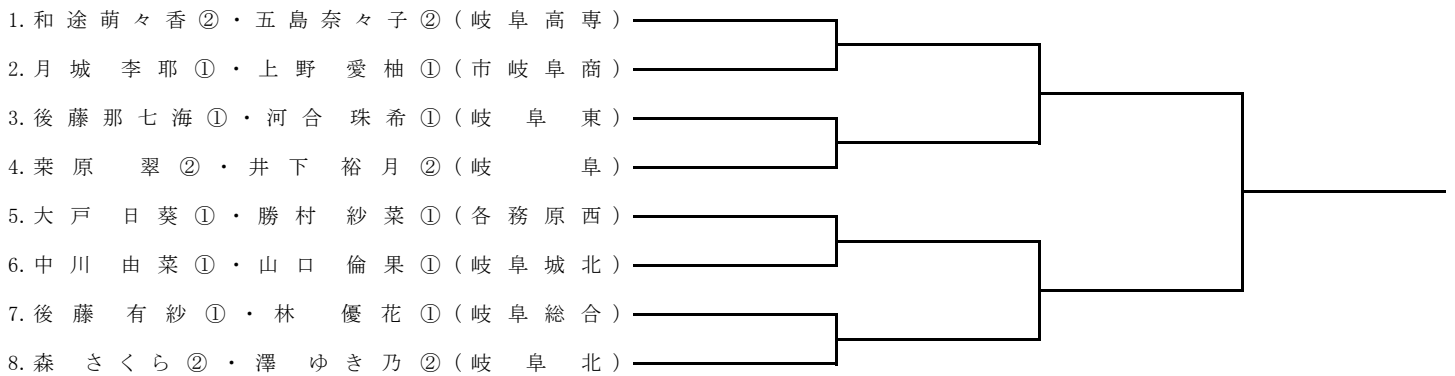 1. 和途萌々香②・五島奈々子②(岐阜高専)
2. 月城 李耶①・上野 愛柚①(市岐阜商)
3. 後藤那七海①・河合 珠希①(岐阜東)
4. 桒原 翠②・井下 裕月②(岐阜)
5. 大戸 日葵①・勝村 紗菜①(各務原西)
6. 中川 由菜①・山口 倫果①(岐阜城北)
7. 後藤 有紗①・林 優花①(岐阜総合)
8. 森 さくら②・澤 ゆき乃②(岐阜北)